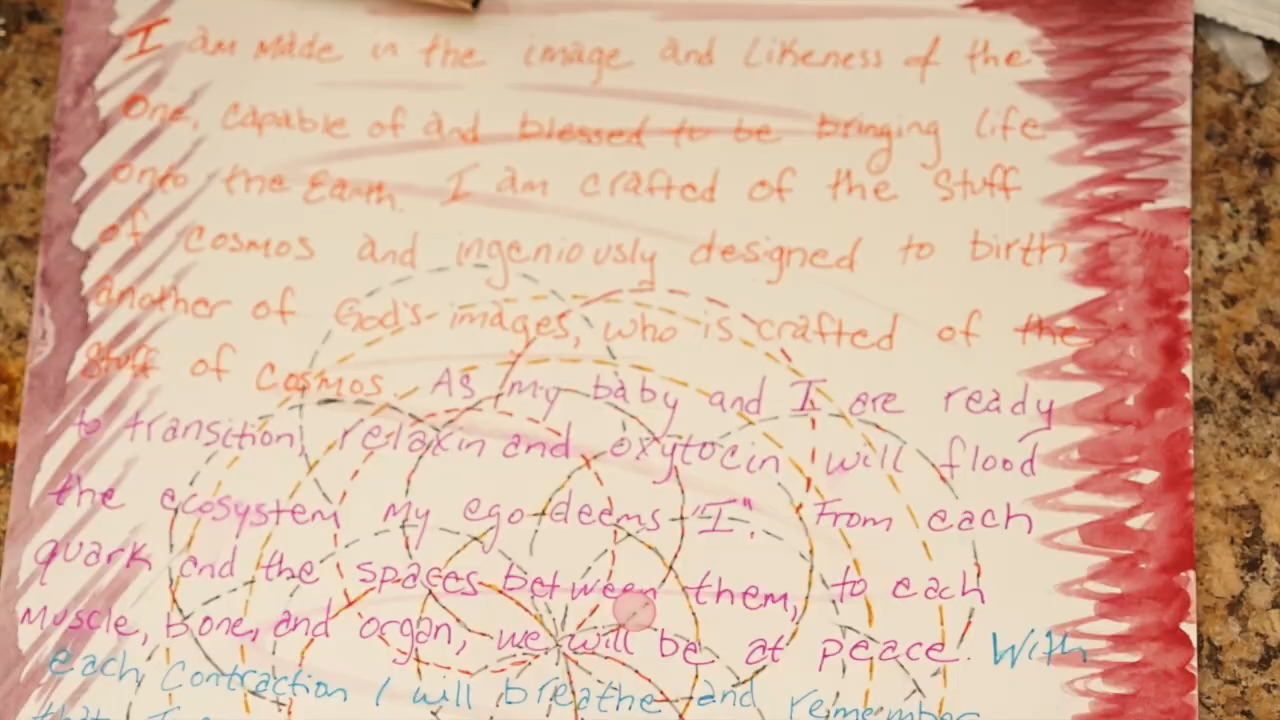 I am made in the image and likeness of the
One, capable of and blessed to be bringing life
onto the Earth. I am crafted of the stuff
of cosmos and ingeniously designed to birth
another of God's images, who is crafted of the
stuff of cosmos. As my baby and I are ready
to transition, relaxin and oxytocin will flood
the ecosystem my ego deems "I". From each
quark and the spaces between them, to each
muscle, bone, and organ, we will be at peace. With
each contraction I will breathe and remember
that I